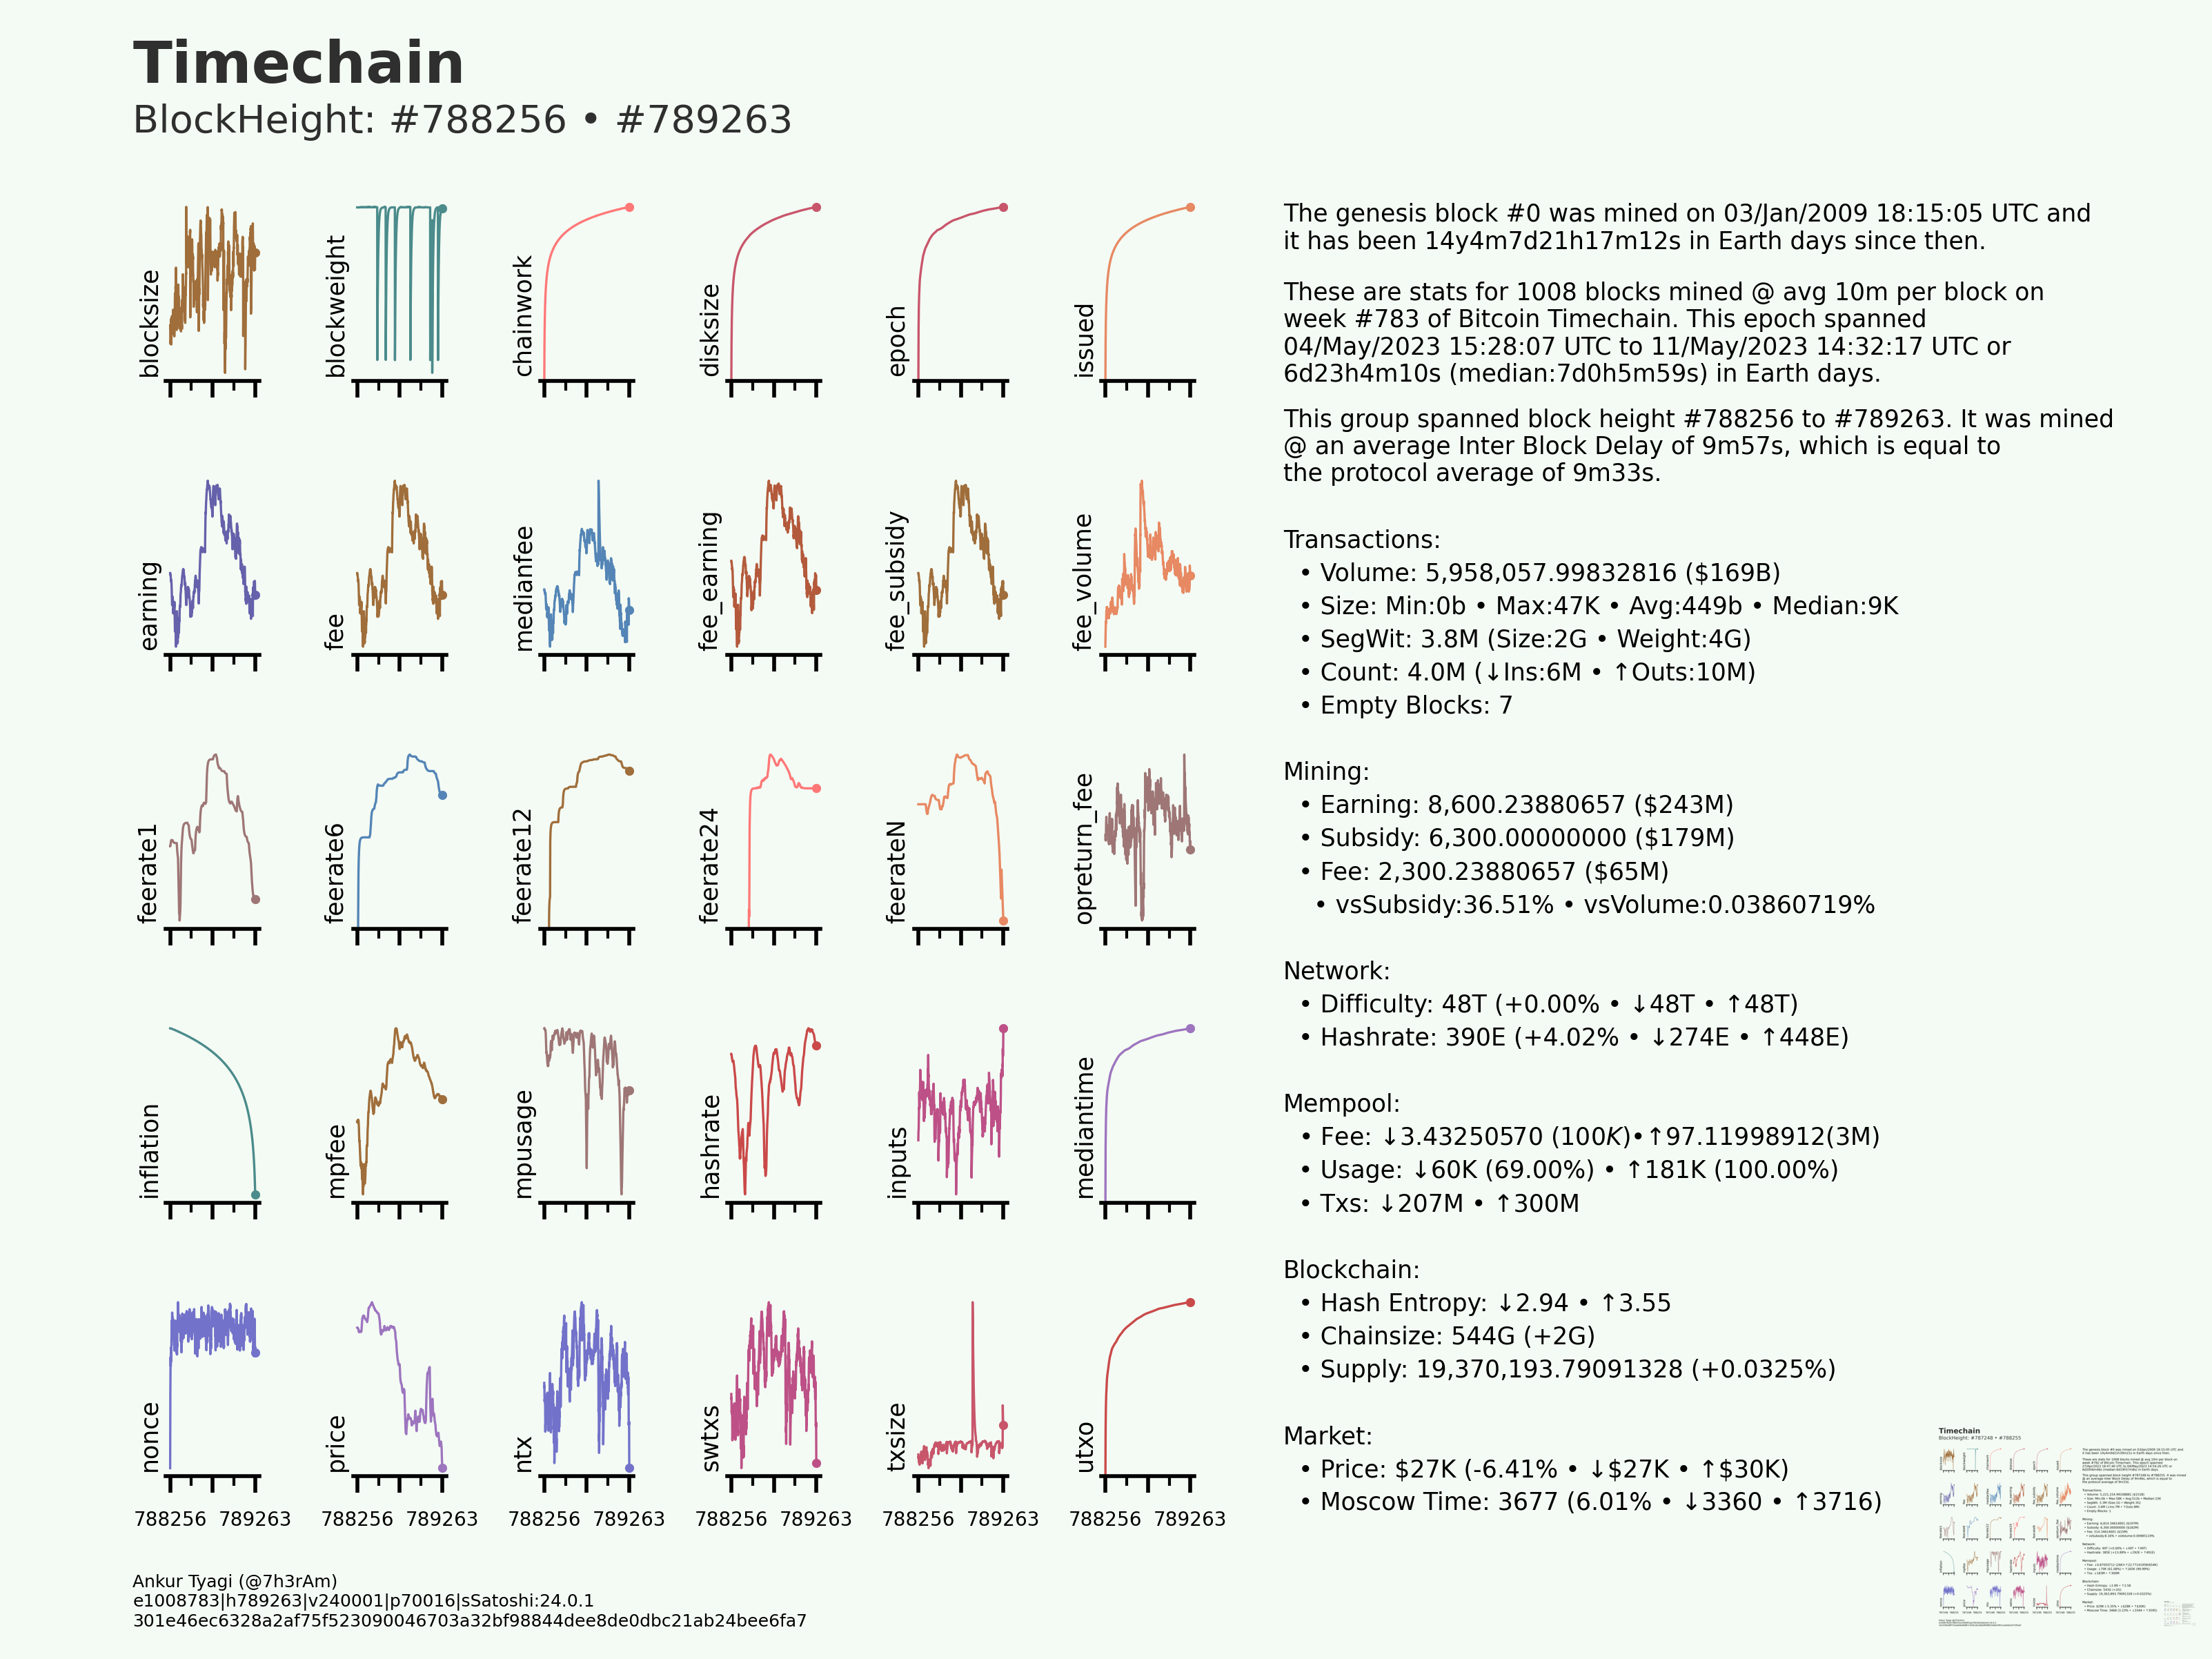 Timechain
BlockHeight: #788256 • #789263
blocksize
blockweight
chainwork
disksize
epoch
issued
earning
fee
medianfee
fee_earning
fee_subsidy
fee_volume
feerate1
feerate6
feerate12
feerate24
feerateN
opreturn_fee
inflation
mpfee
mpusage
hashrate
inputs
mediantime
nonce
price
ntx
swtxs
txsize
utxo
788256 789263 788256 789263 788256 789263 788256 789263 788256 789263 788256 789263
The genesis block #0 was mined on 03/Jan/2009 18:15:05 UTC and
it has been 14y4m7d21h17m12s in Earth days since then.
These are stats for 1008 blocks mined @ avg 10m per block on
week #783 of Bitcoin Timechain. This epoch spanned
04/May/2023 15:28:07 UTC to 11/May/2023 14:32:17 UTC or
6d23h4m10s (median:7d0h5m59s) in Earth days.
This group spanned block height #788256 to #789263. It was mined
@ an average Inter Block Delay of 9m57s, which is equal to
the protocol average of 9m33s.
Transactions:
• Volume: 5,958,057.99832816 ($169B)
• Size: Min:0b • Max:47K • Avg:449b • Median:9K
• SegWit: 3.8M (Size:2G • Weight:4G)
• Count: 4.0M (↓Ins:6M • ↑Outs:10M)
• Empty Blocks: 7
Mining:
• Earning: 8,600.23880657 ($243M)
• Subsidy: 6,300.00000000 ($179M)
• Fee: 2,300.23880657 ($65M)
• vsSubsidy:36.51% • vsVolume:0.03860719%
Network:
• Difficulty: 48T (+0.00% • ↓48T • ↑48T)
• Hashrate: 390E (+4.02% • ↓274E • ↑448E)
Mempool:
• Fee: ↓3.43250570 (100K)•↑97.11998912(3M)
• Usage: ↓60K (69.00%) • ↑181K (100.00%)
• Txs: ↓207M • ↑300M
Blockchain:
• Hash Entropy: ↓2.94 • ↑3.55
• Chainsize: 544G (+2G)
• Supply: 19,370,193.79091328 (+0.0325%)
Market:
• Price: $27K (-6.41% • ↓$27K • ↑$30K)
• Moscow Time: 3677 (6.01% • ↓3360 • ↑3716)
Ankur Tyagi (@7h3rAm)
e1008783|h789263|v240001|p70016|sSatoshi:24.0.1
301e46ec6328a2af75f523090046703a32bf98844dee8de0dbc21ab24bee6fa7
Timechain
BlockHeight: #787248 • #788255